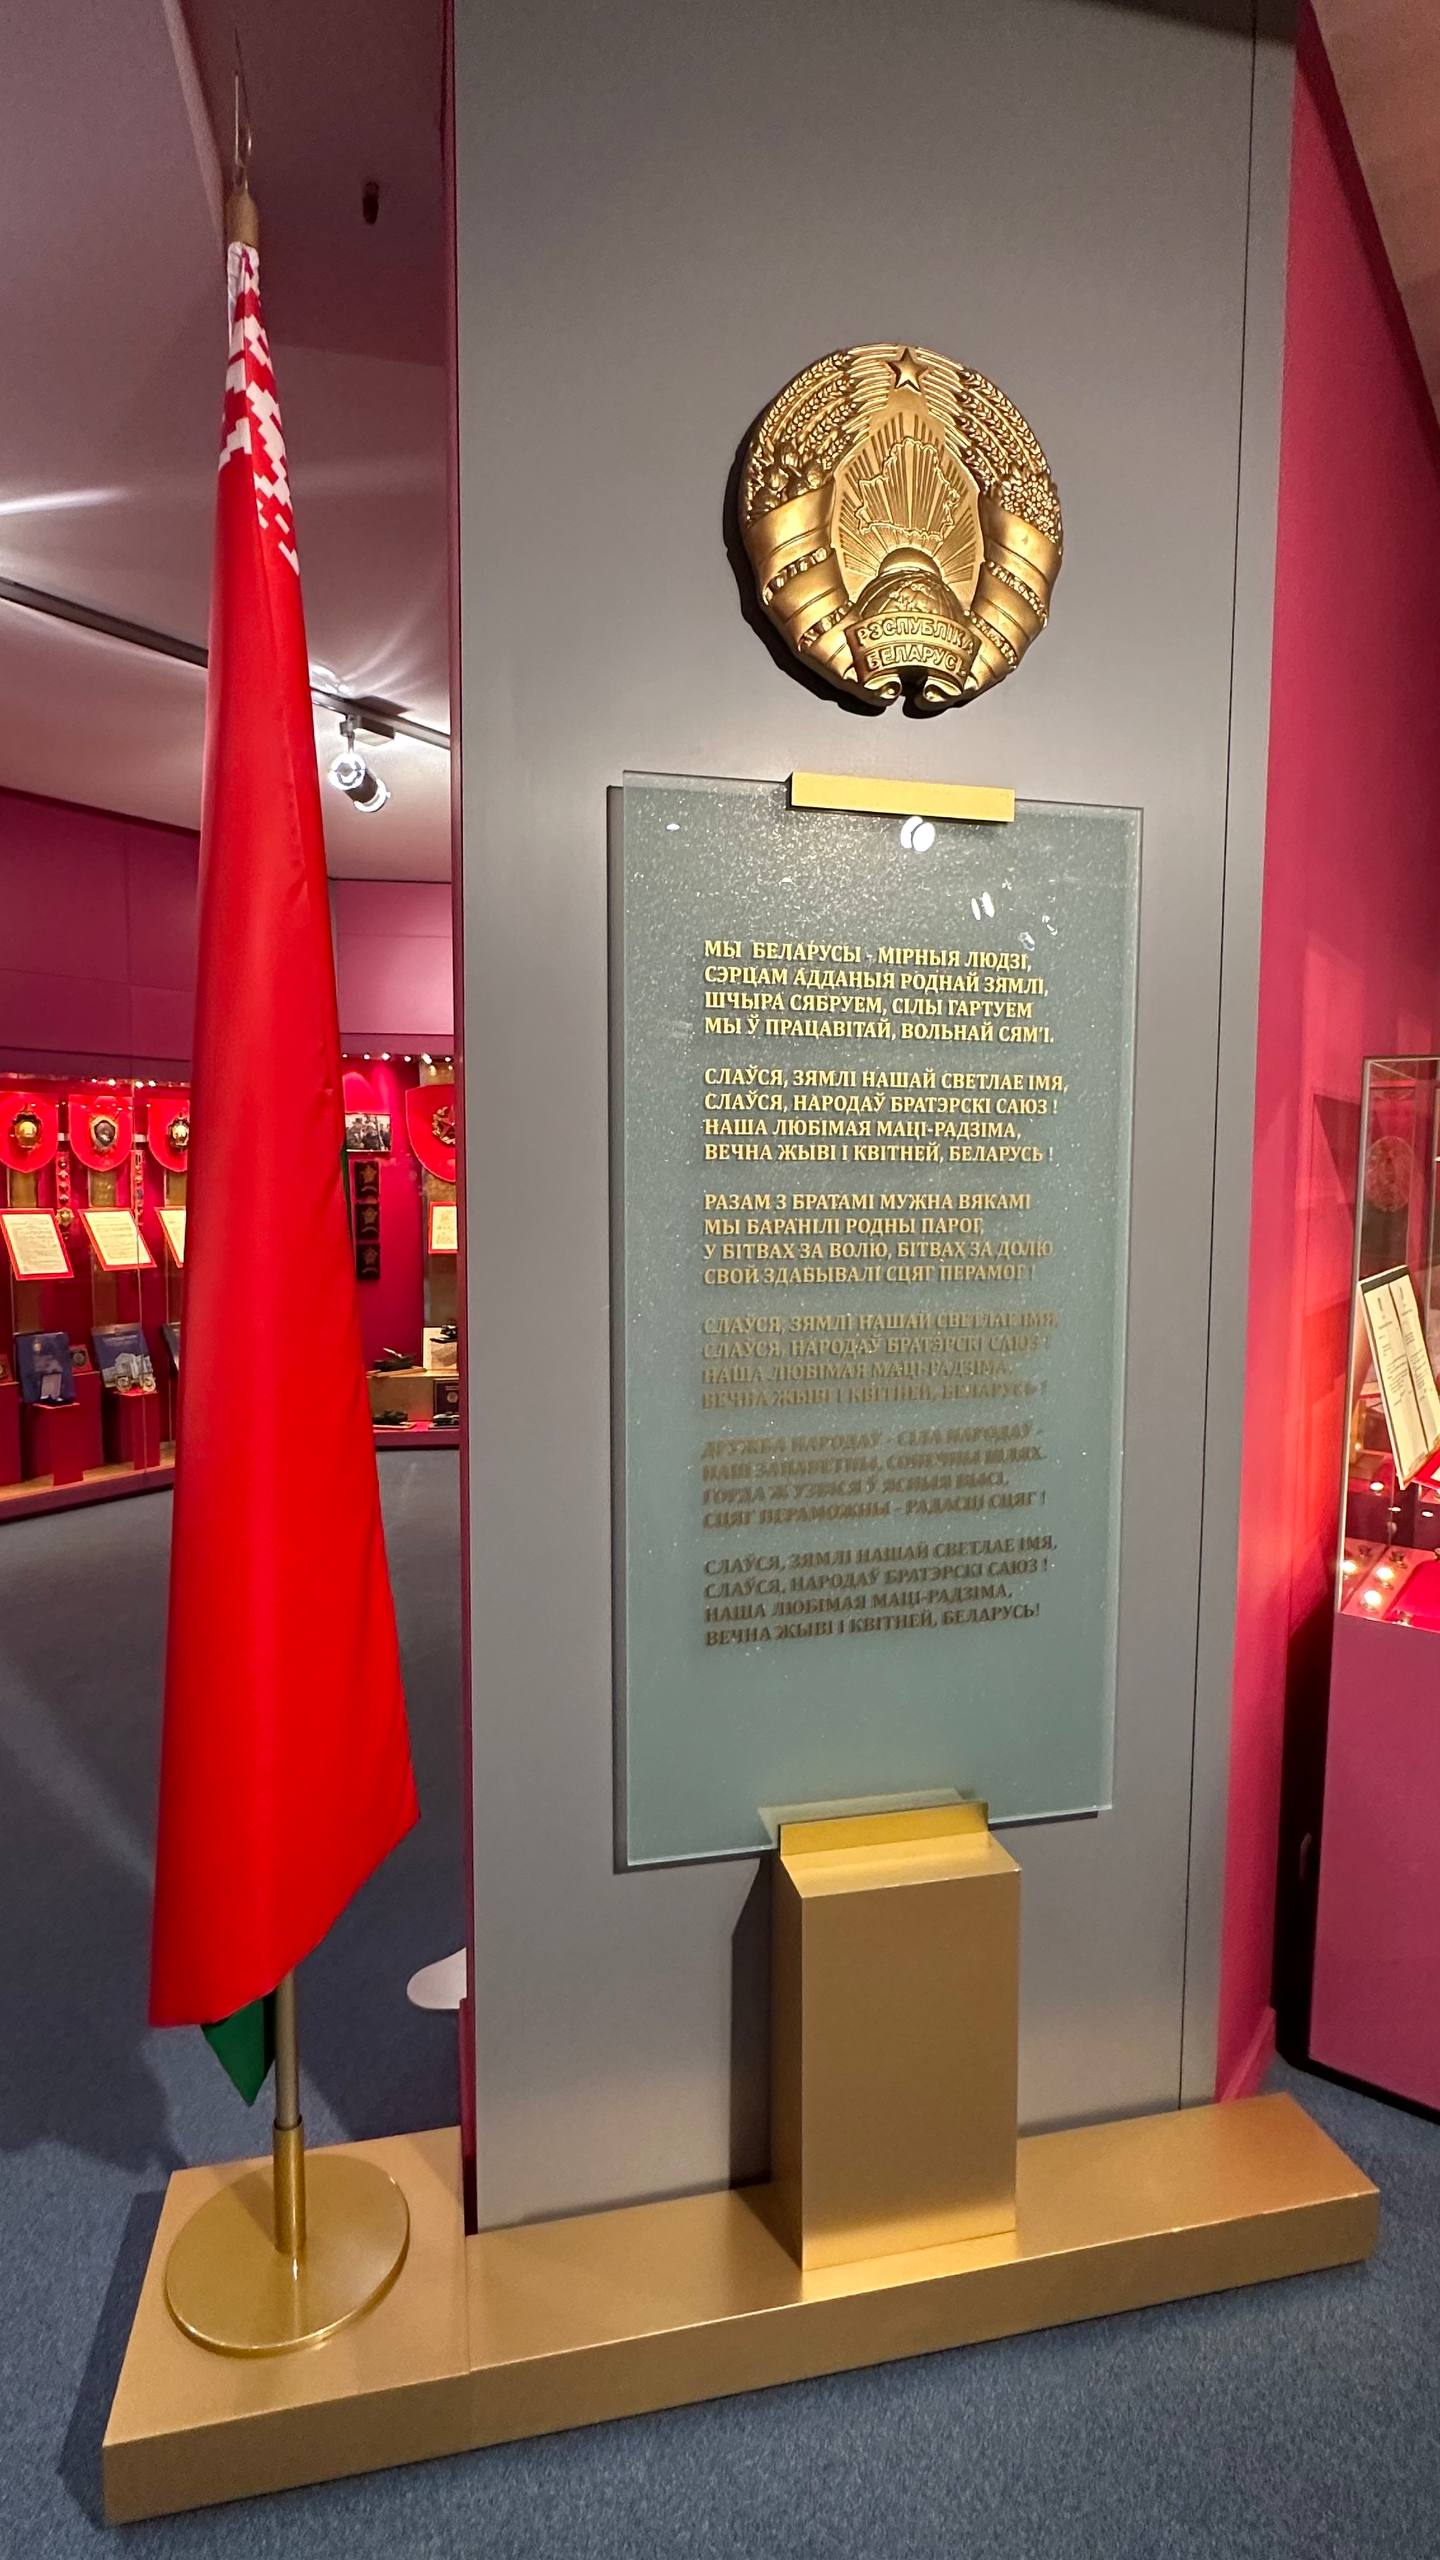 РЭСПУБЛІКА
БЕЛАРУСЬ
МЫ БЕЛАРУСЫ - МІРНЫЯ ЛЮДЗІ,
СЭРЦАМ АДДАНЫЯ РОДНАЙ ЗЯМЛІ,
ШЧЫРА СЯБРУЕМ, СІЛЫ ГАРТУЕМ
МЫ Ў ПРАЦАВІТАЙ, ВОЛЬНАЙ СЯМ'І.
СЛАЎСЯ, ЗЯМЛІ НАШАЙ СВЕТЛАЕ ІМЯ,
СЛАЎСЯ, НАРОДАЎ БРАТЭРСКІ САЮЗ !
НАША ЛЮБІМАЯ МАЦІ-РАДЗІМА,
ВЕЧНА ЖЫВІ І КВІТНЕЙ, БЕЛАРУСЬ !
РАЗАМ З БРАТАМІ МУЖНА ВЯКАМІ
МЫ БАРАНІЛІ РОДНЫ ПАРОГ,
У БІТВАХ ЗА ВОЛЮ, БІТВАХ ЗА ДОЛЮ
СВОЙ ЗДАБЫВАЛІ СЦЯГ ПЕРАМОГ !
СЛАЎСЯ, ЗЯМЛІ НАШАЙ СВЕТЛАЕ ІМЯ,
СЛАЎСЯ, НАРОДАЎ БРАТЭРСКІ САЮЗ !
НАША ЛЮБІМАЯ МАЦІ-РАДЗІМА,
ВЕЧНА ЖЫВІ І КВІТНЕЙ, БЕЛАРУСЬ !
ДРУЖБА НАРОДАЎ - СІЛА НАРОДАЎ -
НАШ ЗАПАВЕТНЫ, СОНЕЧНЫ ШЛЯХ.
ГОРДА Ж УЗВІСЯ Ў ЯСНЫЯ ВЫСІ,
СЦЯГ ПЕРАМОЖНЫ - РАДАСЦІ СЦЯГ !
СЛАЎСЯ, ЗЯМЛІ НАШАЙ СВЕТЛАЕ ІМЯ,
СЛАЎСЯ, НАРОДАЎ БРАТЭРСКІ САЮЗ !
НАША ЛЮБІМАЯ МАЦІ-РАДЗІМА,
ВЕЧНА ЖЫВІ І КВІТНЕЙ, БЕЛАРУСЬ!